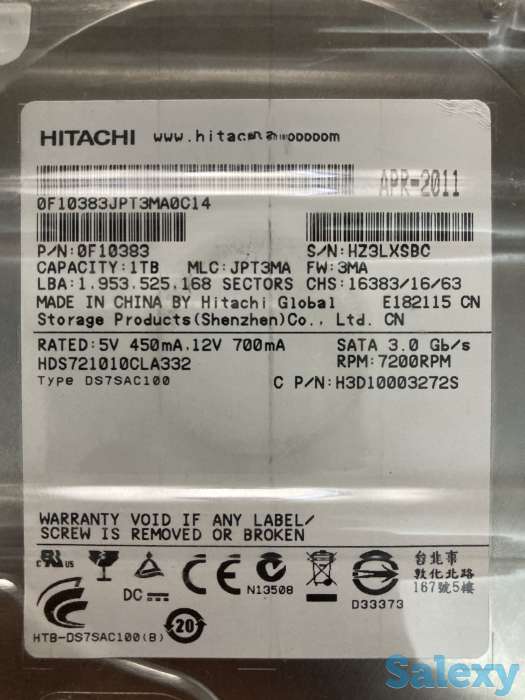 HITACHI
APR-2011
0F10383JPT3MA0C14
P/N:0F10383 S/N:HZ3LXSBC
CAPACITY:1TB MLC:JPT3MA FW:3MA
LBA:1,953,525,168 SECTORS CHS:16383/16/63
MADE IN CHINA BY Hitachi Global E182115 CN
Storage Products(Shenzhen)Co., Ltd. CN
RATED:5V 450mA,12V 700mA SATA 3.0 Gb/s
HDS721010CLA332 RPM:7200RPM
Type DS7SAC100 C P/N:H3D10003272S
WARRANTY VOID IF ANY LABEL/
SCREW IS REMOVED OR BROKEN
DC
N13508
D33373
台北市
敦化北路
167號5樓
20
HTB-DS7SAC100(B)
Salexy